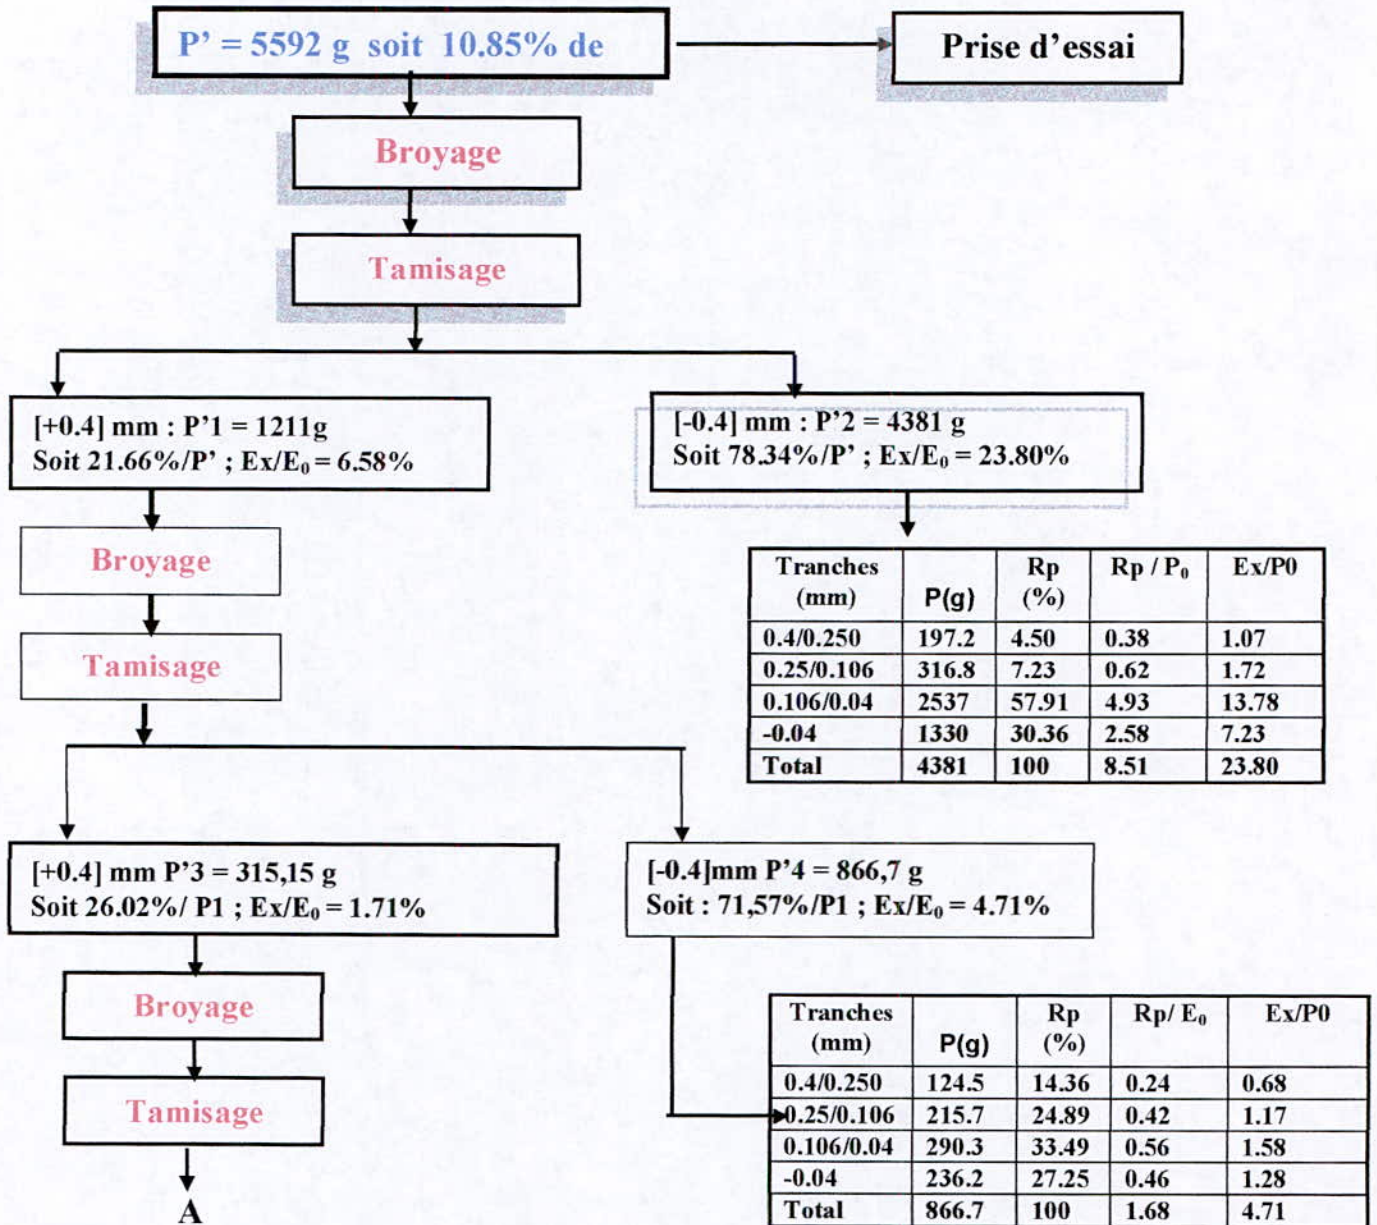 P' = 5592 g soit 10.85% de
Prise d'essai
Broyage
Tamisage
[+0.4] mm : P'1 = 1211g
Soit 21.66%/P' ; Ex/E₀ = 6.58%
[-0.4] mm : P'2 = 4381 g
Soit 78.34%/P' ; Ex/E₀ = 23.80%
Broyage
Tamisage
Tranches (mm) P(g) Rp (%) Rp / P₀ Ex/P0
0.4/0.250 197.2 4.50 0.38 1.07
0.25/0.106 316.8 7.23 0.62 1.72
0.106/0.04 2537 57.91 4.93 13.78
-0.04 1330 30.36 2.58 7.23
Total 4381 100 8.51 23.80
[+0.4] mm P'3 = 315,15 g
Soit 26.02%/ P1 ; Ex/E₀ = 1.71%
[-0.4]mm P'4 = 866,7 g
Soit : 71,57%/P1 ; Ex/E₀ = 4.71%
Broyage
Tamisage
A
Tranches (mm) P(g) Rp (%) Rp/ E₀ Ex/P0
0.4/0.250 124.5 14.36 0.24 0.68
0.25/0.106 215.7 24.89 0.42 1.17
0.106/0.04 290.3 33.49 0.56 1.58
-0.04 236.2 27.25 0.46 1.28
Total 866.7 100 1.68 4.71